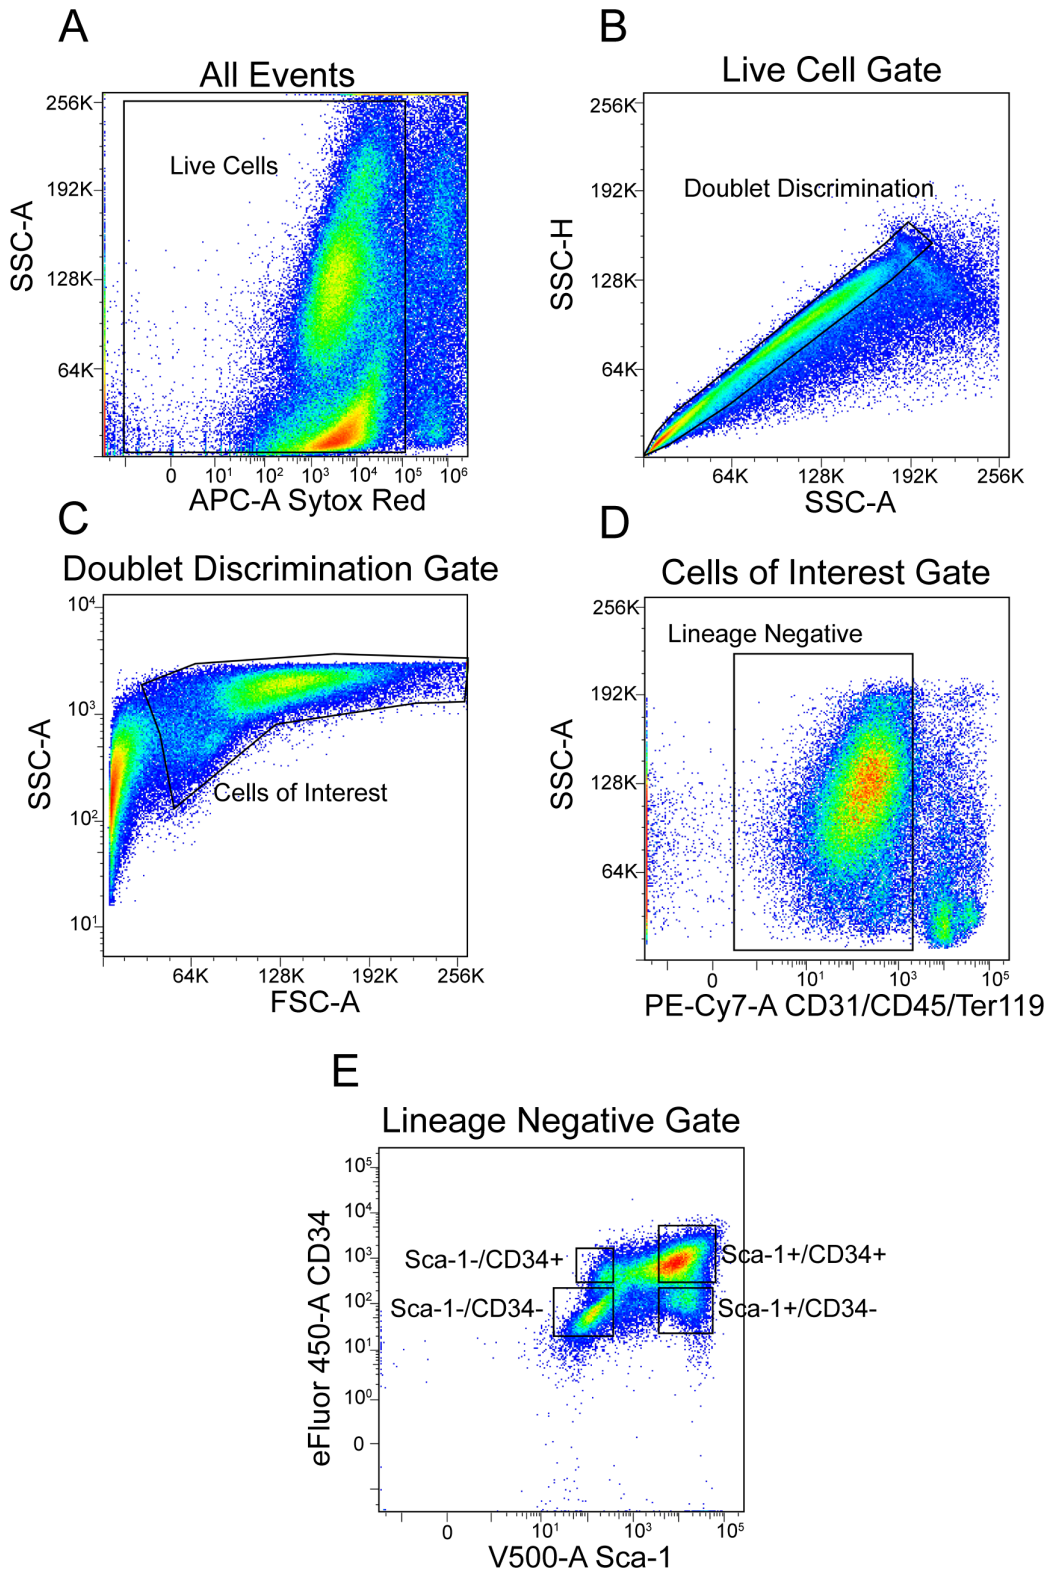 A
All Events
256K
192K
128K
64K
SSC-A
Live Cells
0 10¹ 10² 10³ 10⁴ 10⁵ 10⁶
APC-A Sytox Red
B
Live Cell Gate
256K
192K
128K
64K
SSC-H
Doublet Discrimination
64K 128K 192K 256K
SSC-A
C
Doublet Discrimination Gate
10⁴
10³
10²
10¹
SSC-A
Cells of Interest
64K 128K 192K 256K
FSC-A
D
Cells of Interest Gate
256K
192K
128K
64K
SSC-A
Lineage Negative
0 10¹ 10³ 10⁵
PE-Cy7-A CD31/CD45/Ter119
E
Lineage Negative Gate
10⁵
10⁴
10³
10²
10¹
10⁰
0
eFluor 450-A CD34
Sca-1-/CD34+
Sca-1+/CD34+
Sca-1-/CD34-
Sca-1+/CD34-
0 10¹ 10³ 10⁵
V500-A Sca-1